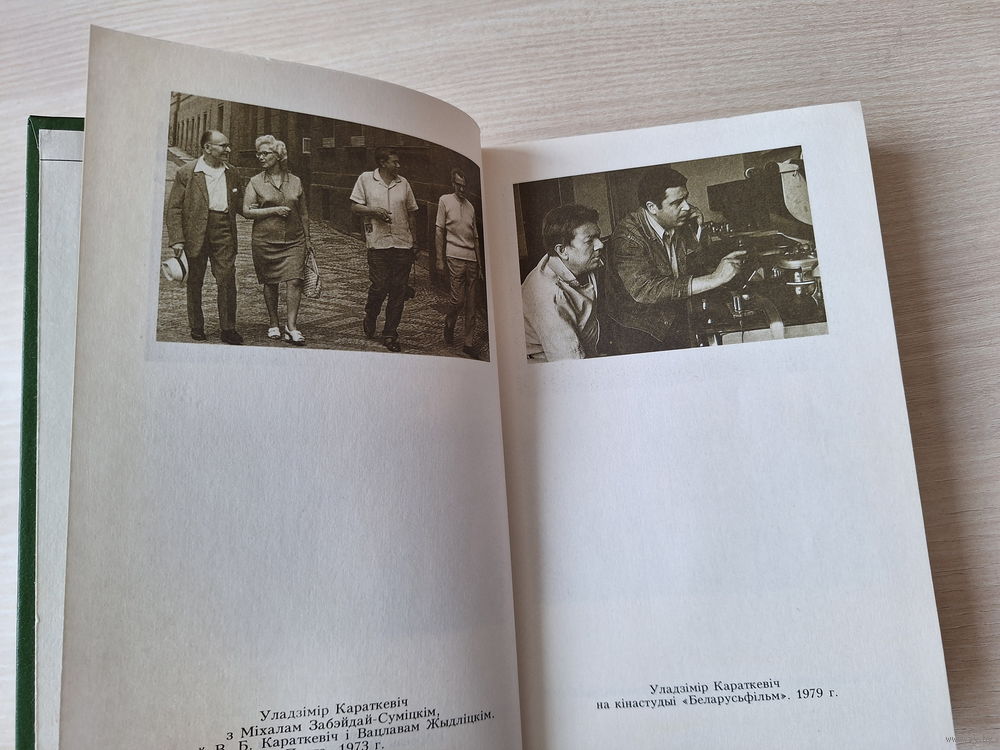 Уладзімір Караткевіч
з Міхалам Забэйдай-Суміцкім,
В. Б. Караткевіч і Вацлавам Жыдліцкім.
1973 г.
Уладзімір Караткевіч
на кінастудыі «Беларусьфільм». 1979 г.